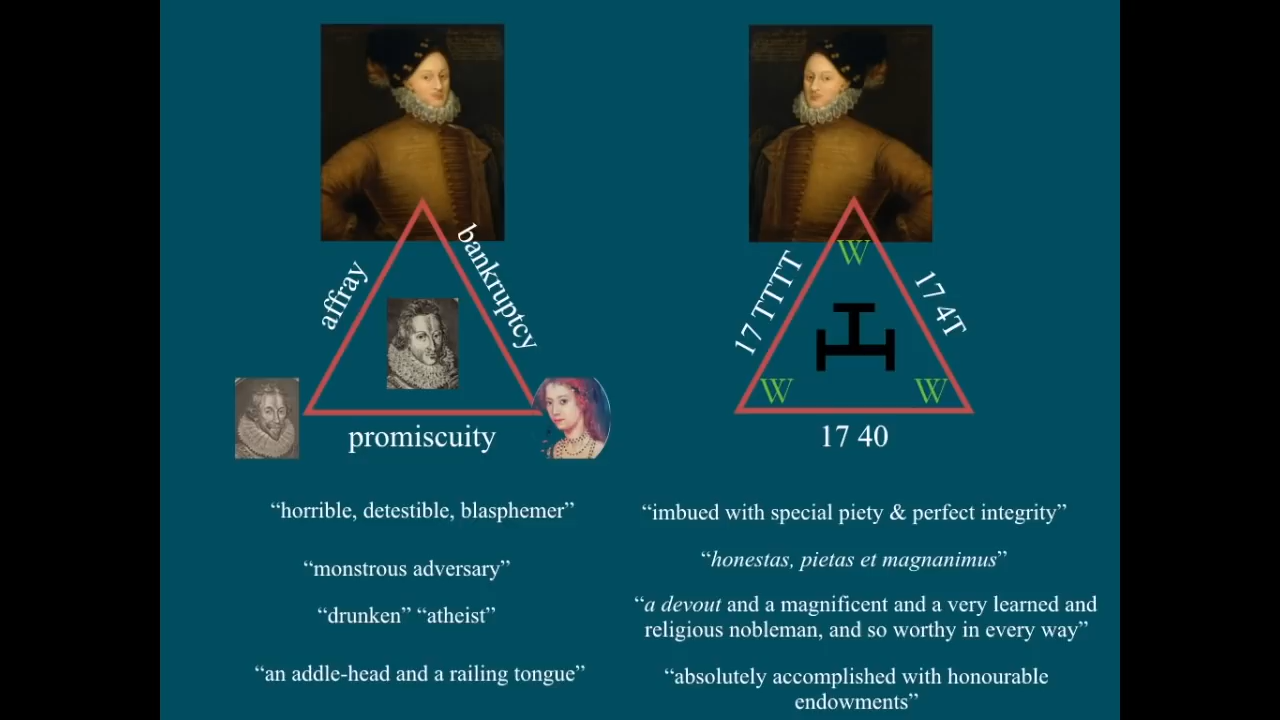 affray
bankruptcy
promiscuity
“horrible, detestible, blasphemer”
“monstrous adversary”
“drunken” “atheist”
“an addle-head and a railing tongue”
W
17 TTTT
17 4T
W
W
17 40
“imbued with special piety & perfect integrity”
“honestas, pietas et magnanimus”
“a devout and a magnificent and a very learned and
religious nobleman, and so worthy in every way”
“absolutely accomplished with honourable
endowments”